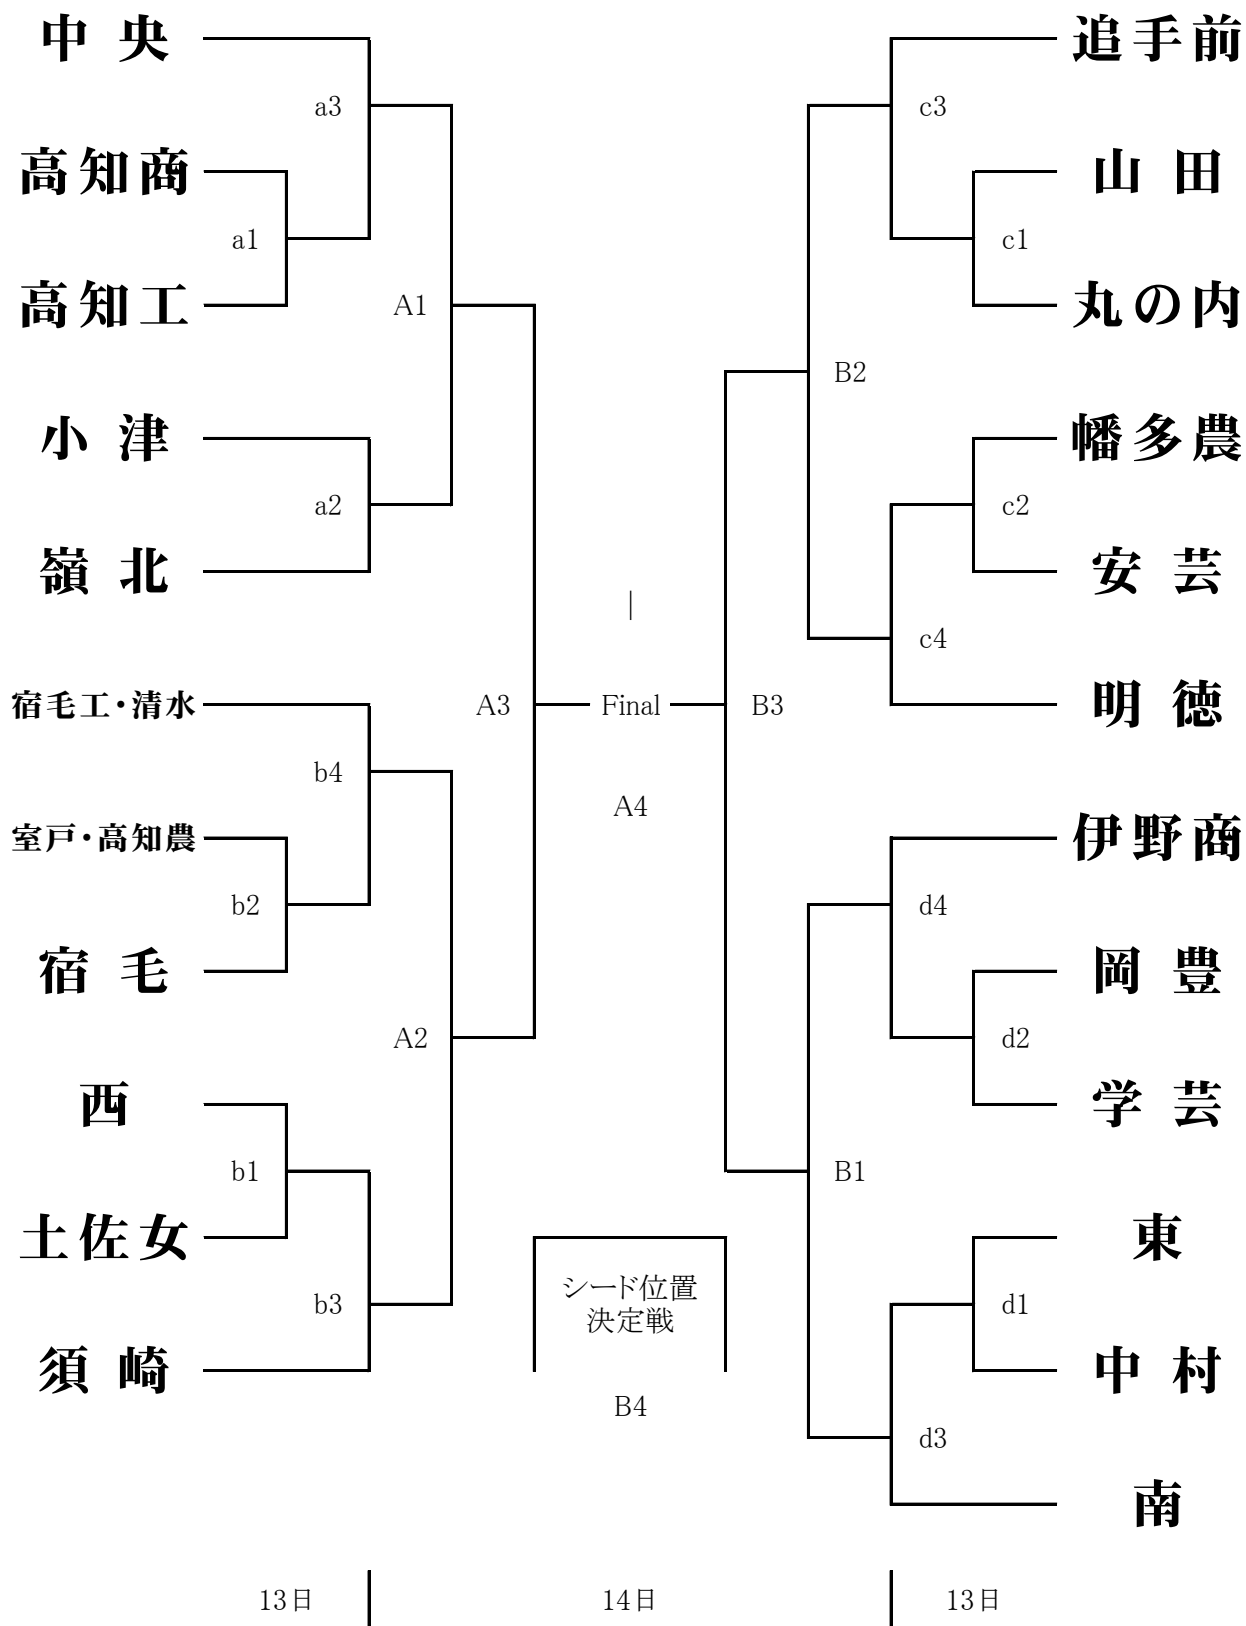 中央
a3
高知商
a1
高知工
A1
小津
a2
嶺北
宿毛工・清水
b4
室戸・高知農
b2
宿毛
A2
西
b1
土佐女
b3
須崎
A3
|
Final
A4
B3
シード位置
決定戦
B4
追手前
c3
山田
c1
丸の内
B2
幡多農
c2
安芸
c4
明徳
伊野商
d4
岡豊
d2
学芸
B1
東
d1
中村
d3
南
13日
14日
13日